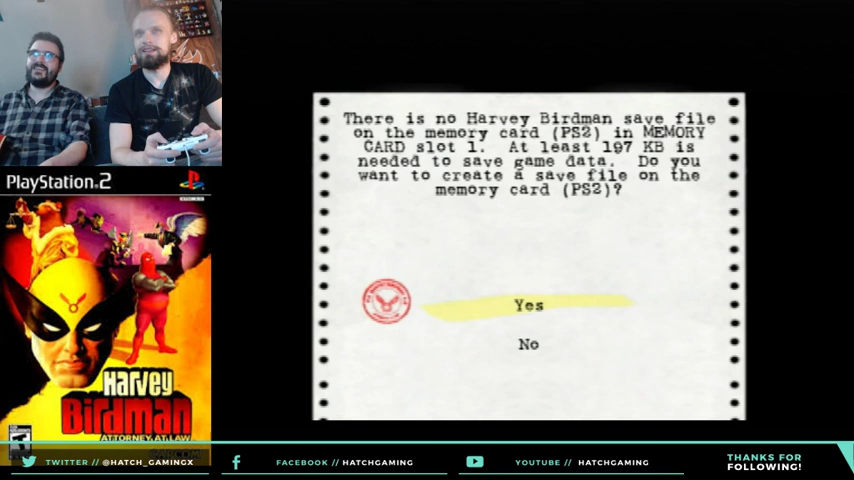 There is no Harvey Birdman save file
on the memory card (PS2) in MEMORY
CARD slot 1. At least 197 KB is
needed to save game data. Do you
want to create a save file on the
memory card (PS2)?
Yes
No
PlayStation.2
HARVEY
BIRDMAN
ATTORNEY AT LAW
CAPCOM
TWITTER // @HATCH_GAMINGX
FACEBOOK // HATCHGAMING
YOUTUBE // HATCHGAMING
THANKS FOR
FOLLOWING!